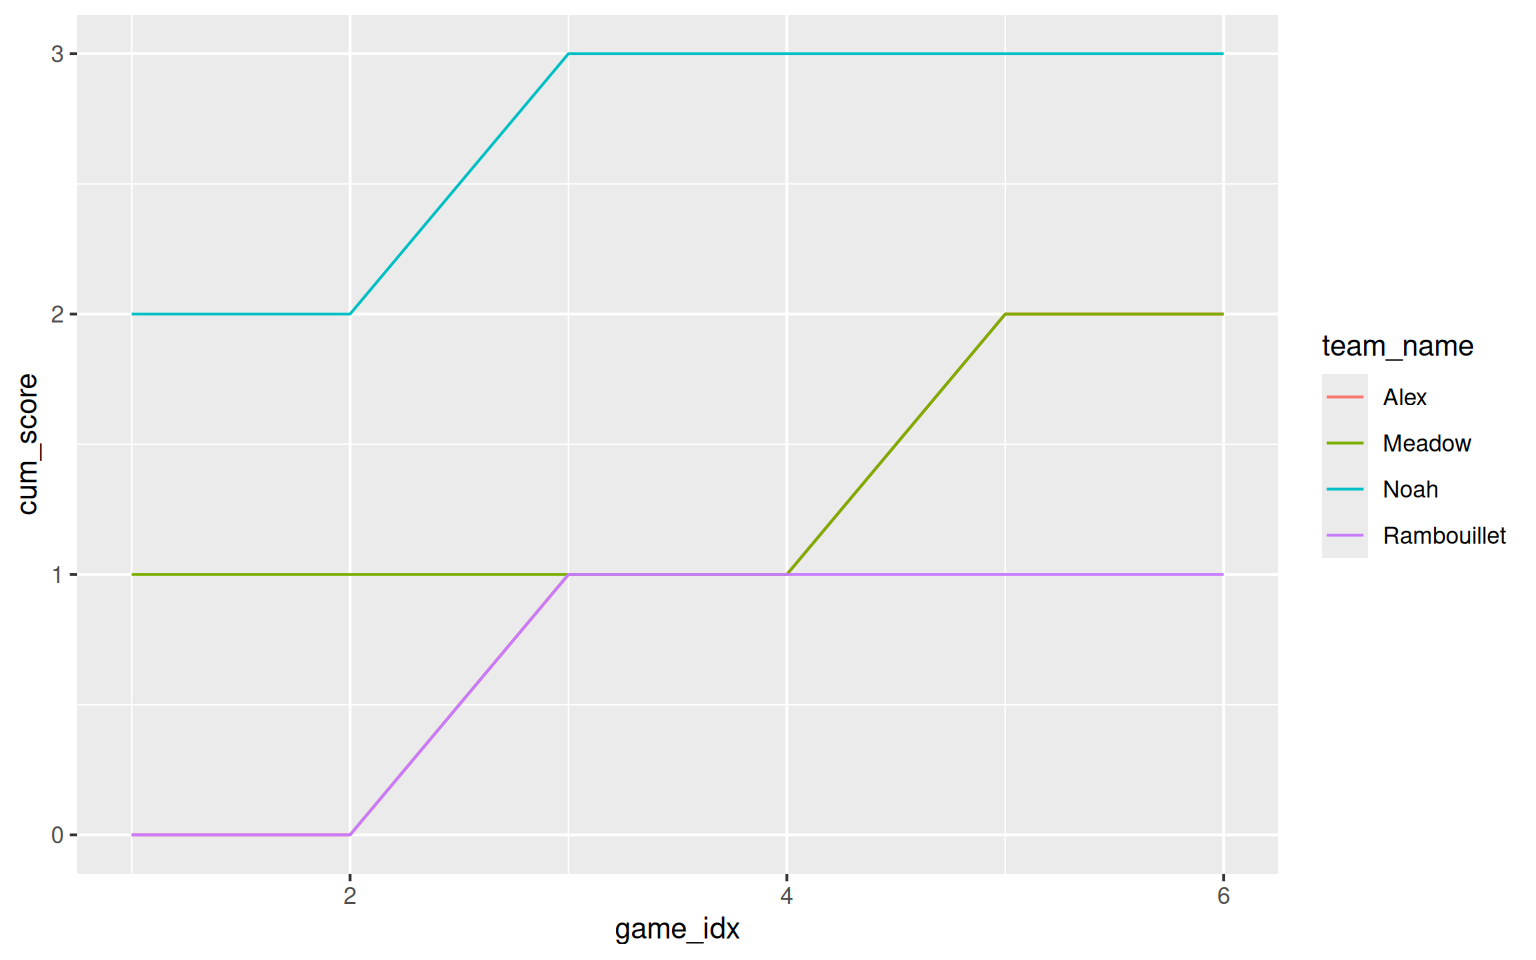 3
2
1
0
cum_score
2
4
6
game_idx
team_name
Alex
Meadow
Noah
Rambouillet